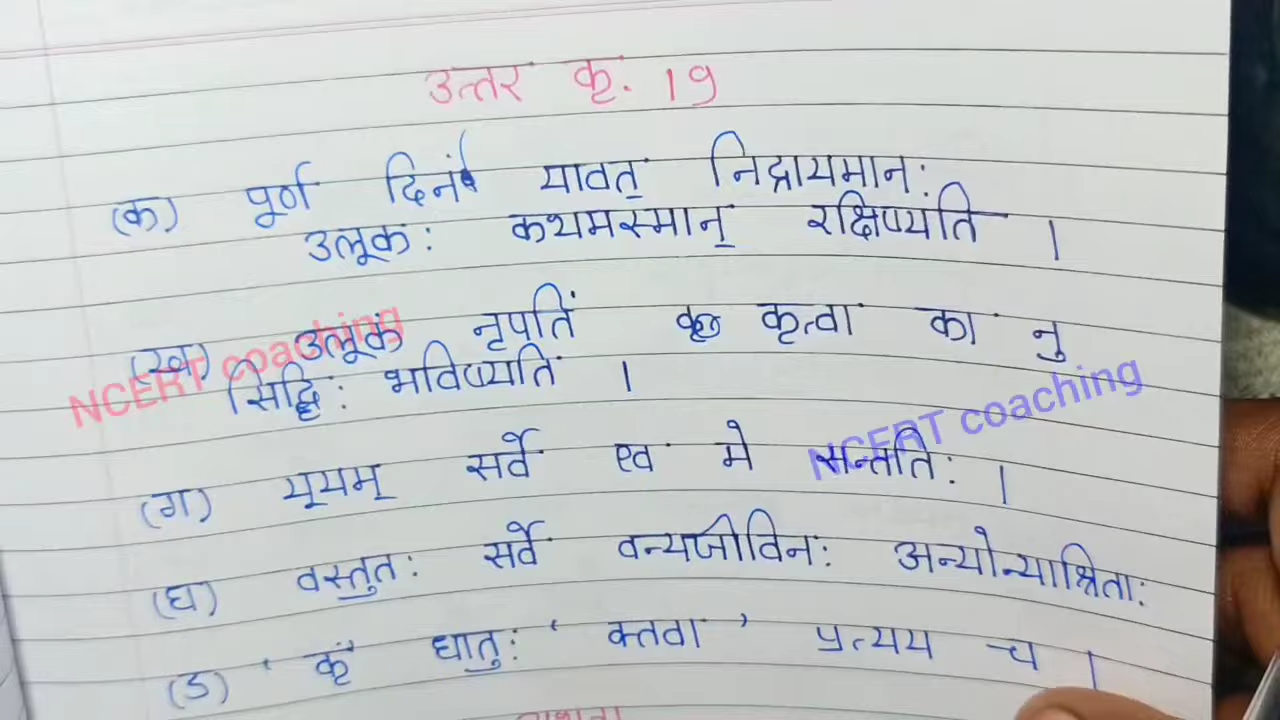 उत्तर कृ. 19
(क) पूर्ण दिनं यावत् निद्रायमान:
उलूक: कथमस्मान् रक्षिष्यति ।
(ख) उलूकं नृपतिं कृत्वा का नु
सिद्धि: भविष्यति ।
NCERT coaching
(ग) यूयम् सर्वे एव मे सन्तति: ।
NCERT coaching
(घ) वस्तुत: सर्वे वन्यजीविन: अन्योन्याश्रिता:
(ड) ' कृ धातु: ' क्तवा ' प्रत्यय च ।